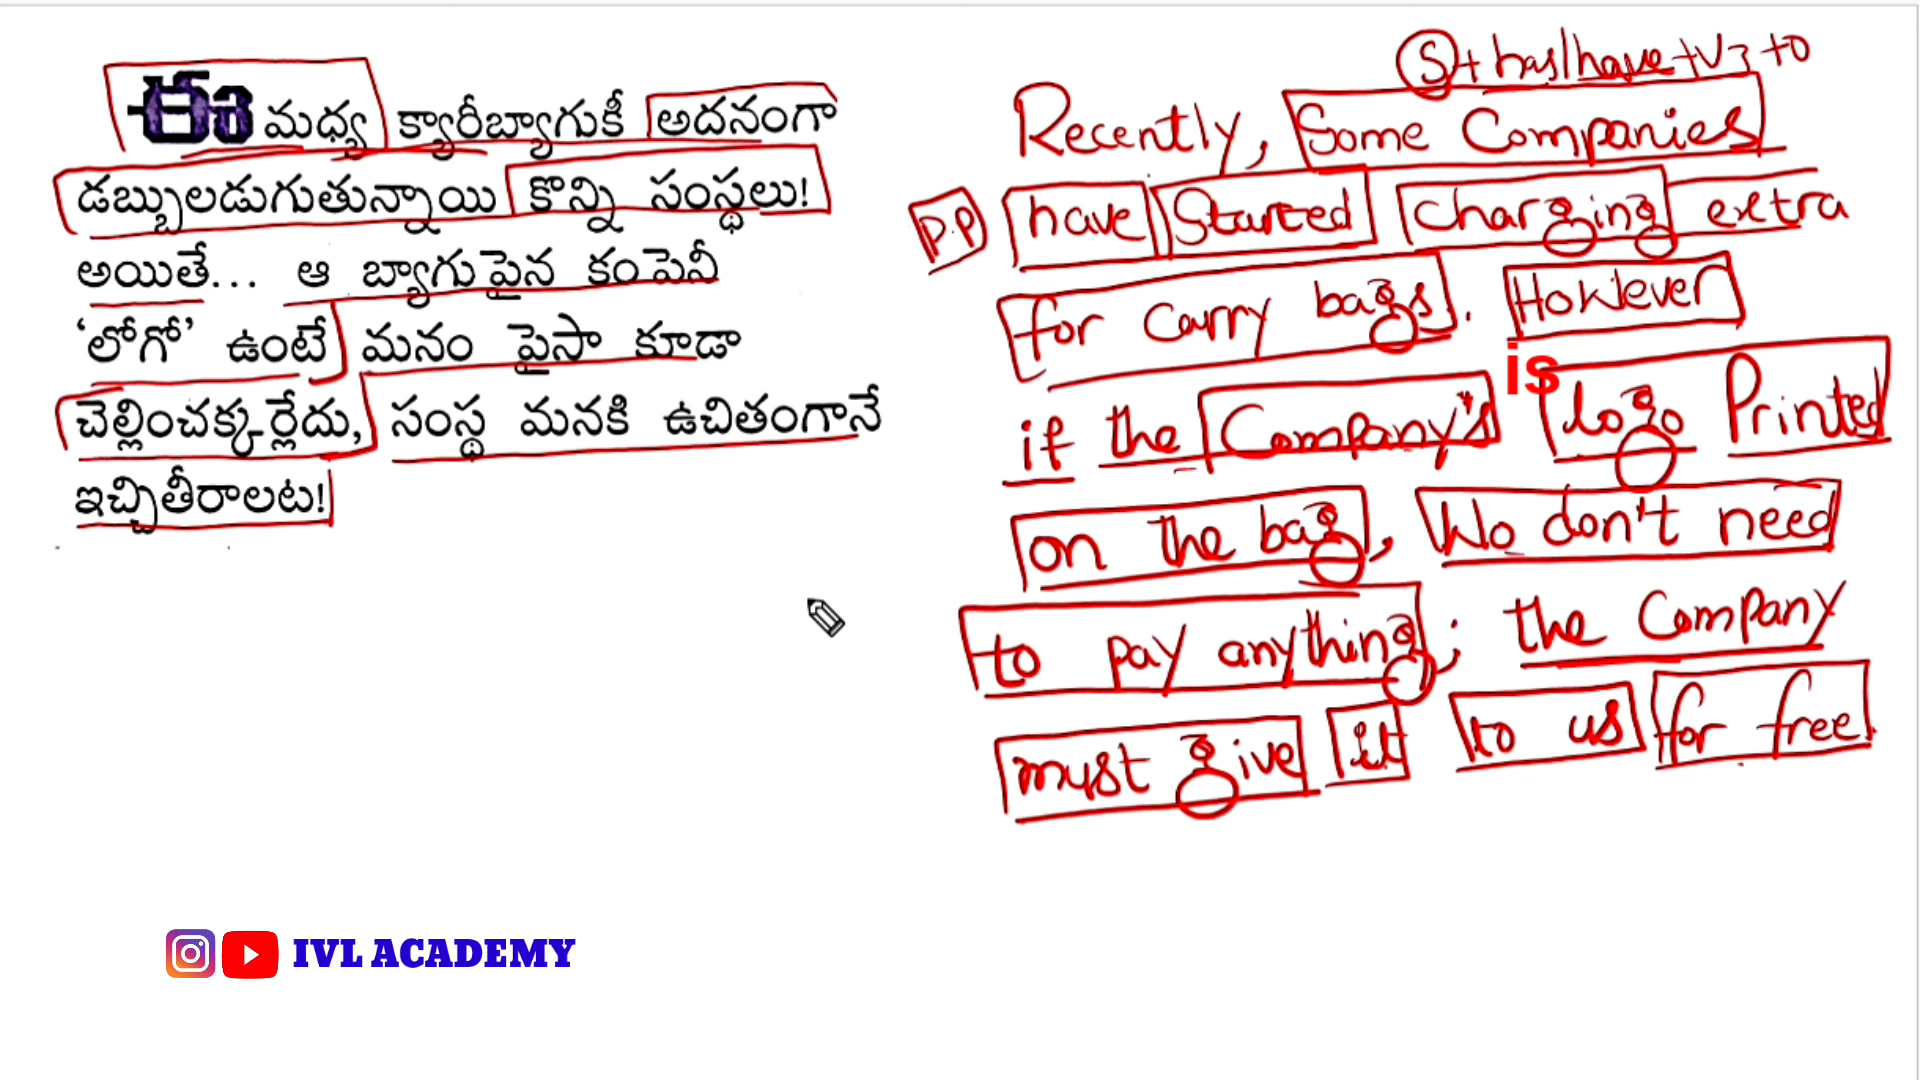 ఈ మధ్య క్యారీబ్యాగుకీ అదనంగా
డబ్బులడుగుతున్నాయి కొన్ని సంస్థలు!
అయితే... ఆ బ్యాగుపైన కంపెనీ
‘లోగో’ ఉంటే మనం పైసా కూడా
చెల్లించక్కర్లేదు, సంస్థ మనకి ఉచితంగానే
ఇచ్చితీరాలట!
S + has/have + V3 + O
Recently, Some Companies
P.P have Started charging extra
for carry bags. However
is
if the Company's logo Printed
on the bag, We don't need
to pay anything; the Company
must give it to us for free.
IVL ACADEMY